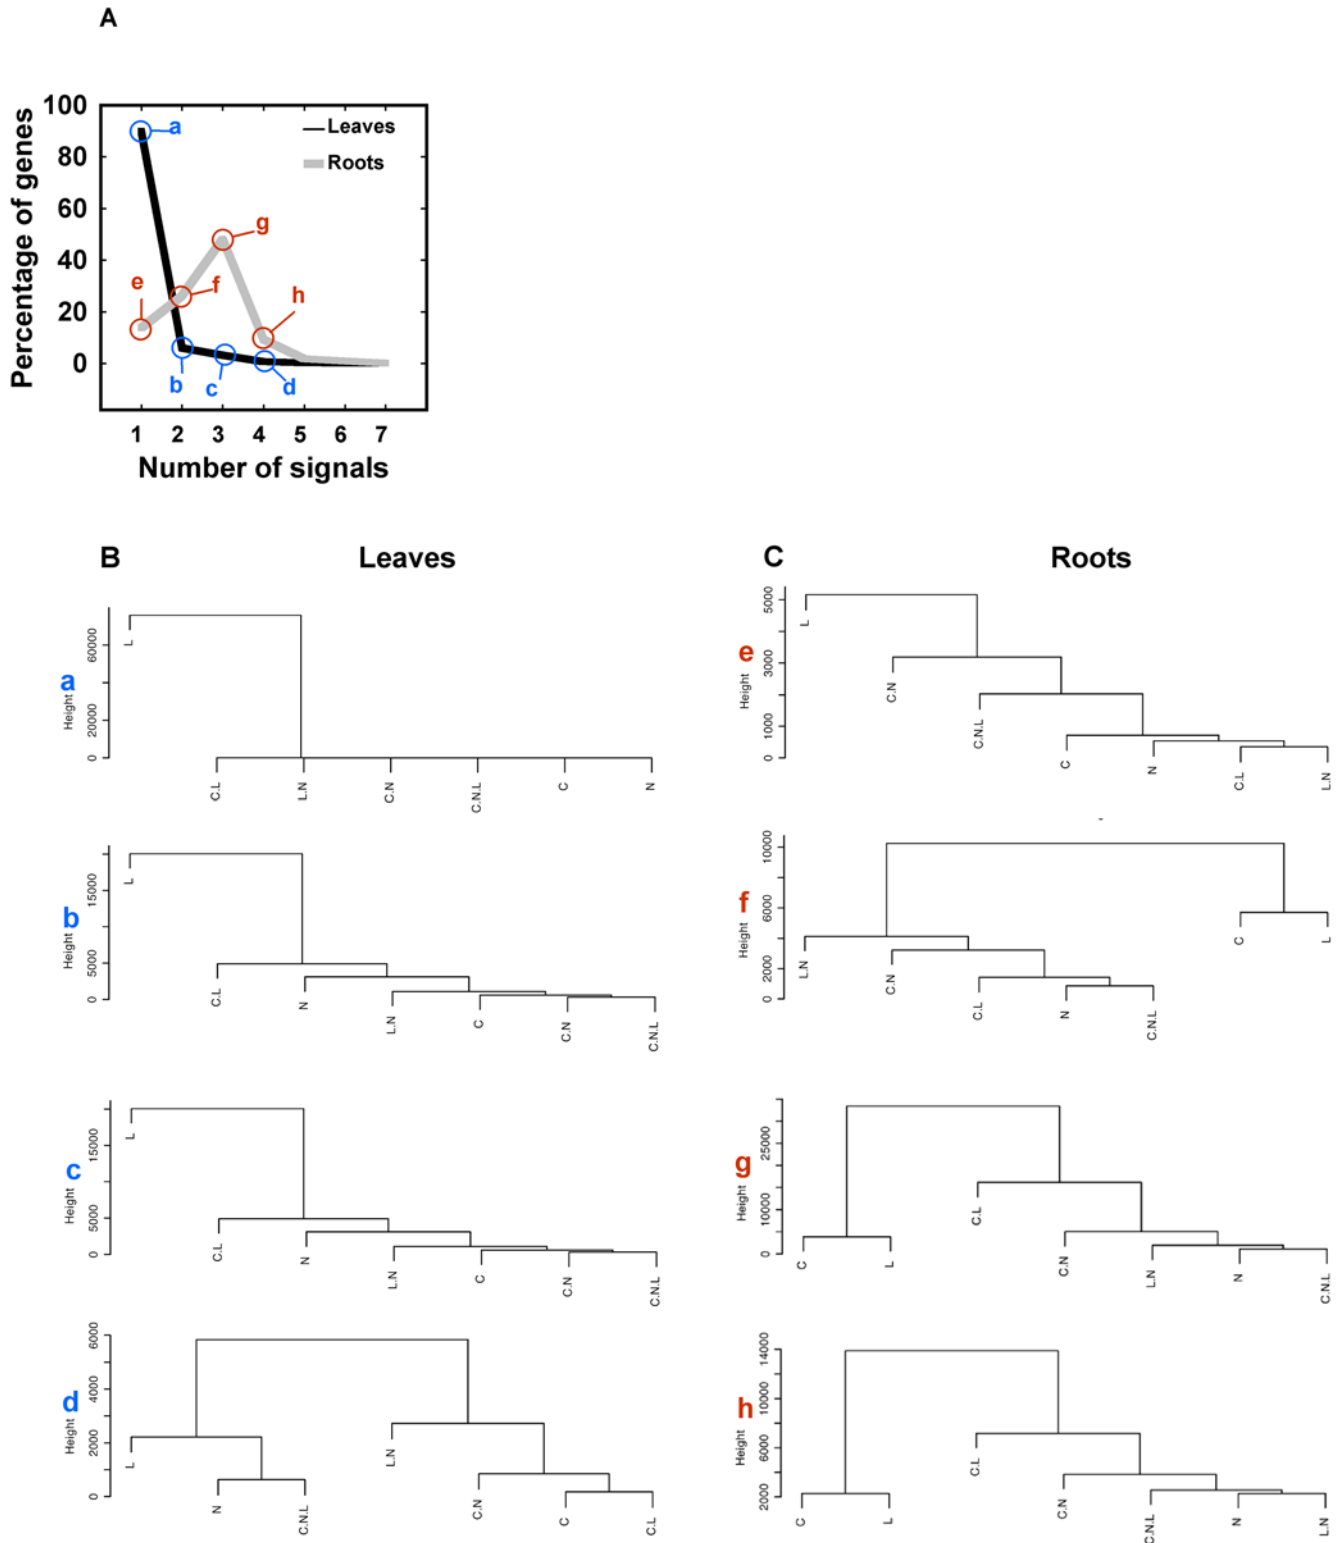 A
Percentage of genes
100
80
60
40
20
0
Leaves
Roots
a
b
c
d
e
f
g
h
1 2 3 4 5 6 7
Number of signals
B Leaves
a
Height
0 20000 60000
L
C.L L.N C.N C.N.L C N
b
Height
0 5000 15000
L
C.L N L.N C C.N C.N.L
c
Height
0 5000 15000
L
C.L N L.N C C.N C.N.L
d
Height
0 2000 4000 6000
L N C.N.L L.N C.N C C.L
C Roots
e
Height
0 1000 3000 5000
L C.N C.N.L C N C.L L.N
f
Height
0 2000 6000 10000
L.N C.N C.L N C.N.L C L
g
Height
0 10000 25000
C L C.L C.N L.N N C.N.L
h
Height
2000 6000 10000 14000
C L C.L C.N C.N.L N L.N